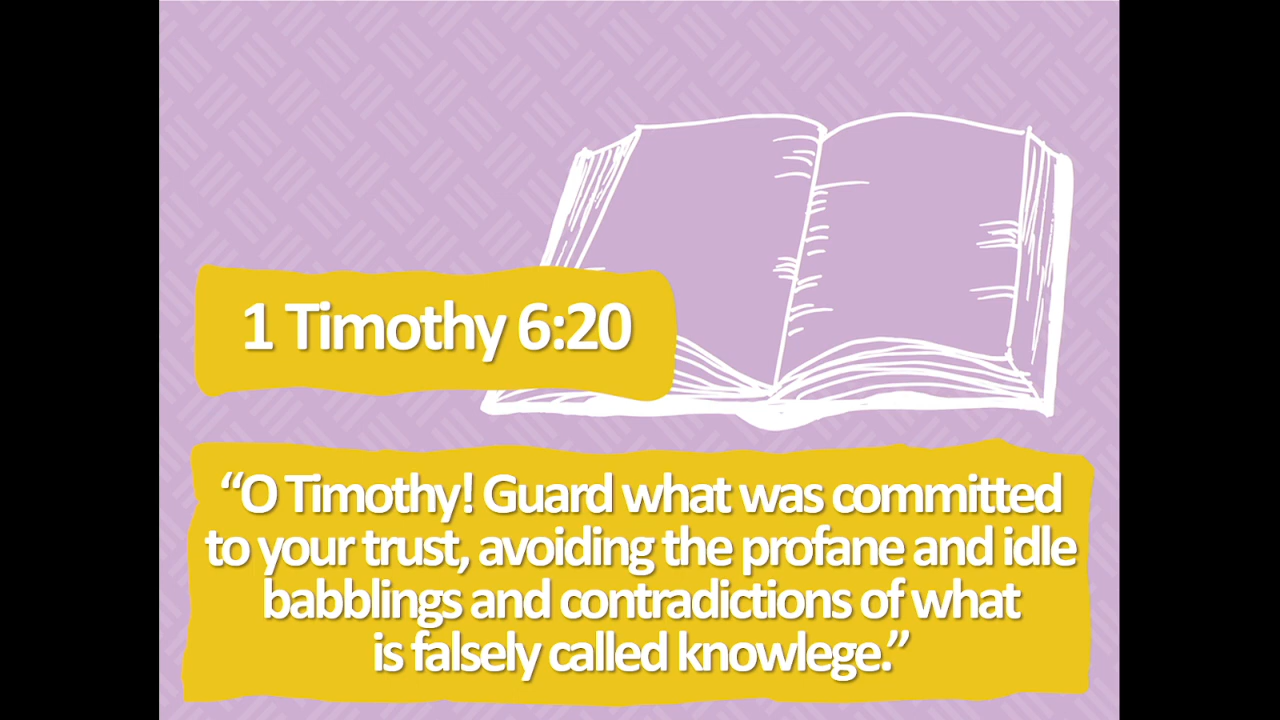 1 Timothy 6:20
“O Timothy! Guard what was committed
to your trust, avoiding the profane and idle
babblings and contradictions of what
is falsely called knowlege.”